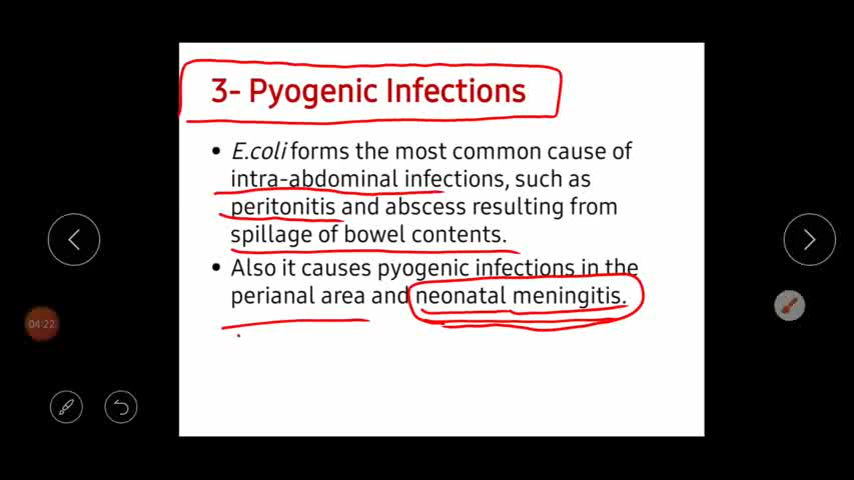 3- Pyogenic Infections
• E.coli forms the most common cause of
intra-abdominal infections, such as
peritonitis and abscess resulting from
spillage of bowel contents.
• Also it causes pyogenic infections in the
perianal area and neonatal meningitis.
04:22